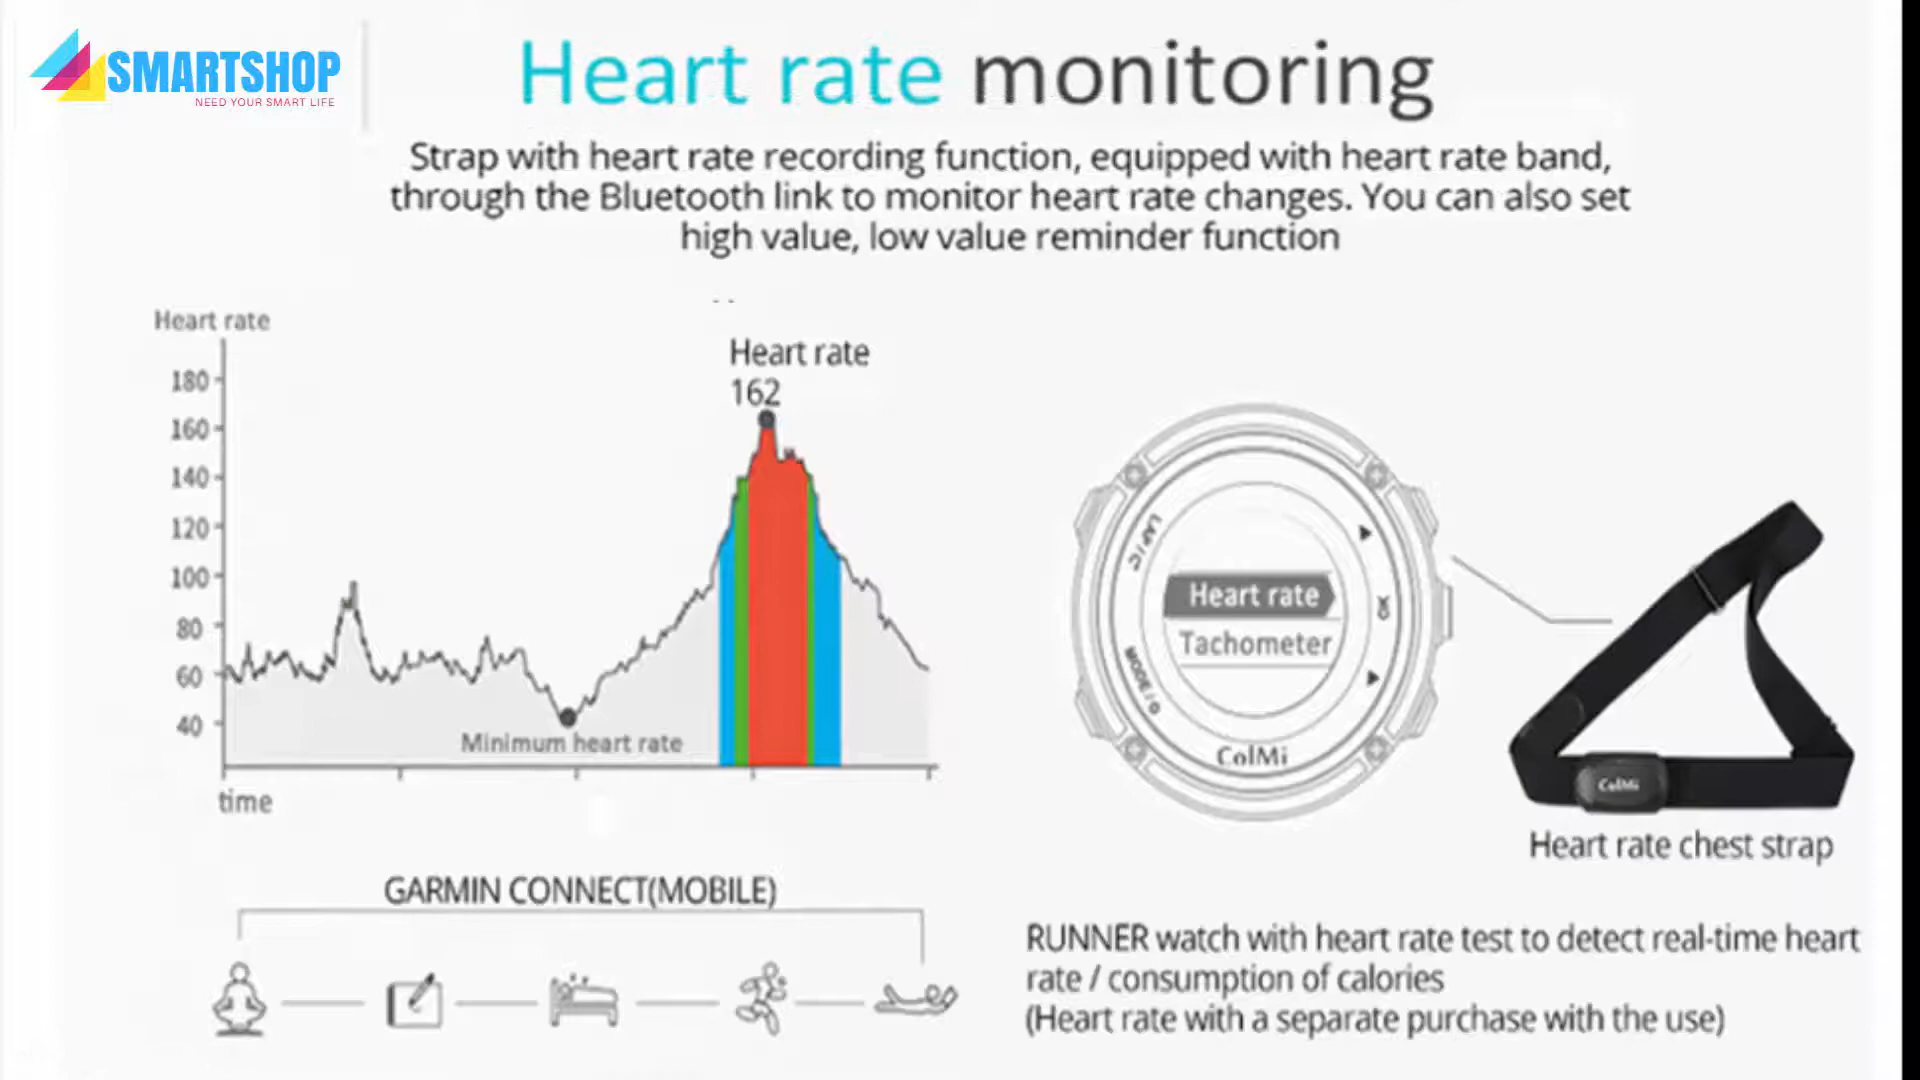 SMARTSHOP
NEED YOUR SMART LIFE
Heart rate monitoring
Strap with heart rate recording function, equipped with heart rate band,
through the Bluetooth link to monitor heart rate changes. You can also set
high value, low value reminder function
Heart rate
180
160
140
120
100
80
60
40
Heart rate
162
Minimum heart rate
time
LAP/C
OK
MODE/
Heart rate
Tachometer
ColMi
ColMi
Heart rate chest strap
GARMIN CONNECT(MOBILE)
RUNNER watch with heart rate test to detect real-time heart
rate / consumption of calories
(Heart rate with a separate purchase with the use)